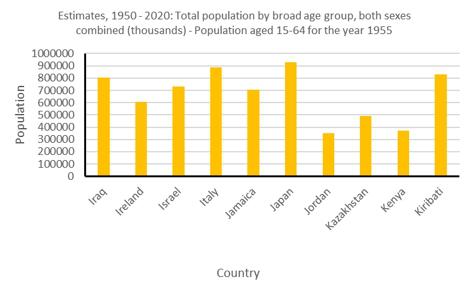 Estimates, 1950 - 2020: Total population by broad age group, both sexes
combined (thousands) - Population aged 15-64 for the year 1955
Population
1000000
900000
800000
700000
600000
500000
400000
300000
200000
100000
0
Iraq
Ireland
Israel
Italy
Jamaica
Japan
Jordan
Kazakhstan
Kenya
Kiribati
Country